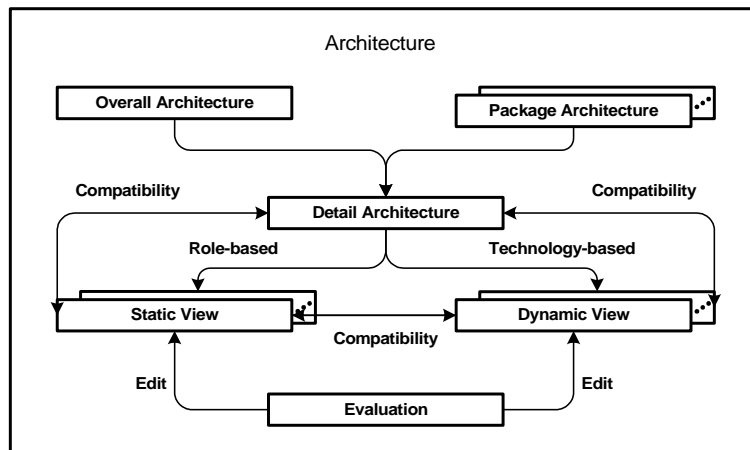 Architecture
Overall Architecture
Package Architecture
Compatibility
Compatibility
Detail Architecture
Role-based
Technology-based
Static View
Dynamic View
Compatibility
Edit
Edit
Evaluation